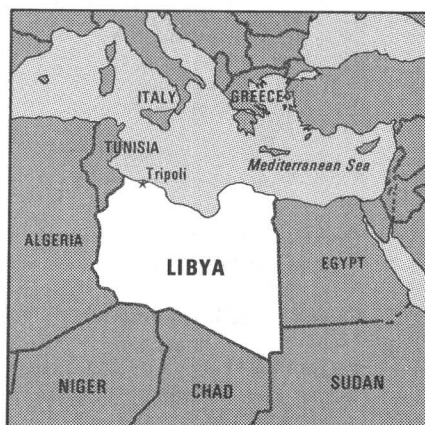 ITALY
GREECE
TUNISIA
Mediterranean Sea
Tripoli
ALGERIA
LIBYA
EGYPT
NIGER
CHAD
SUDAN